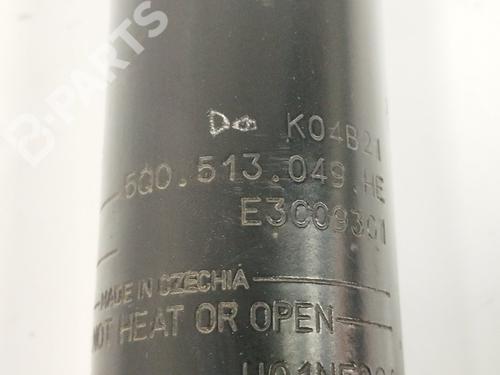 B-PARTS
K04B21
5Q0.513.049.HE
E3C09301
MADE IN CZECHIA
NOT HEAT OR OPEN